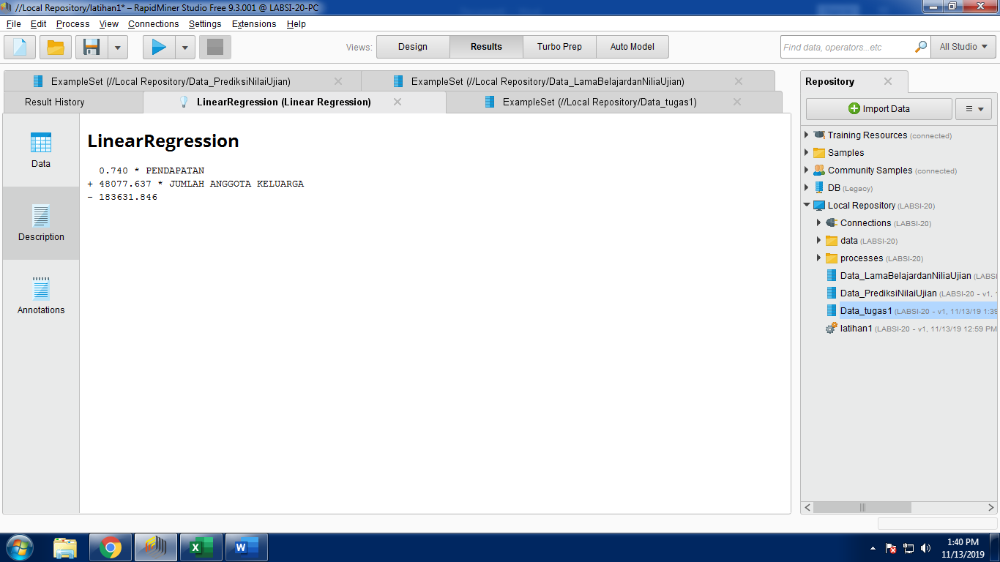 //Local Repository/latihan1* – RapidMiner Studio Free 9.3.001 @ LABSI-20-PC
File Edit Process View Connections Settings Extensions Help
Views: Design Results Turbo Prep Auto Model
Find data, operators...etc
All Studio
ExampleSet (//Local Repository/Data_PrediksiNilaiUjian)
ExampleSet (//Local Repository/Data_LamaBelajardanNiliaUjian)
Result History
LinearRegression (Linear Regression)
ExampleSet (//Local Repository/Data_tugas1)
Data
Description
Annotations
LinearRegression
0.740 * PENDAPATAN
+ 48077.637 * JUMLAH ANGGOTA KELUARGA
- 183631.846
Repository
Import Data
Training Resources (connected)
Samples
Community Samples (connected)
DB (Legacy)
Local Repository (LABSI-20)
Connections (LABSI-20)
data (LABSI-20)
processes (LABSI-20)
Data_LamaBelajardanNiliaUjian (LABSI
Data_PrediksiNilaiUjian (LABSI-20 - v1, 1
Data_tugas1 (LABSI-20 - v1, 11/13/19 1:39
latihan1 (LABSI-20 - v1, 11/13/19 12:59 PM
1:40 PM
11/13/2019